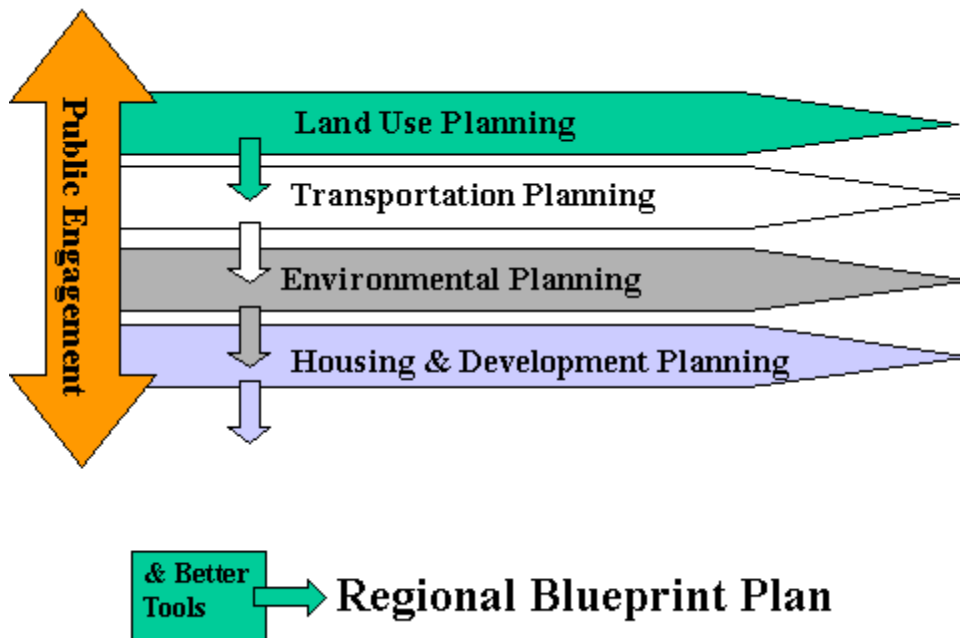 Public Engagement
Land Use Planning
Transportation Planning
Environmental Planning
Housing & Development Planning
& Better
Tools
Regional Blueprint Plan